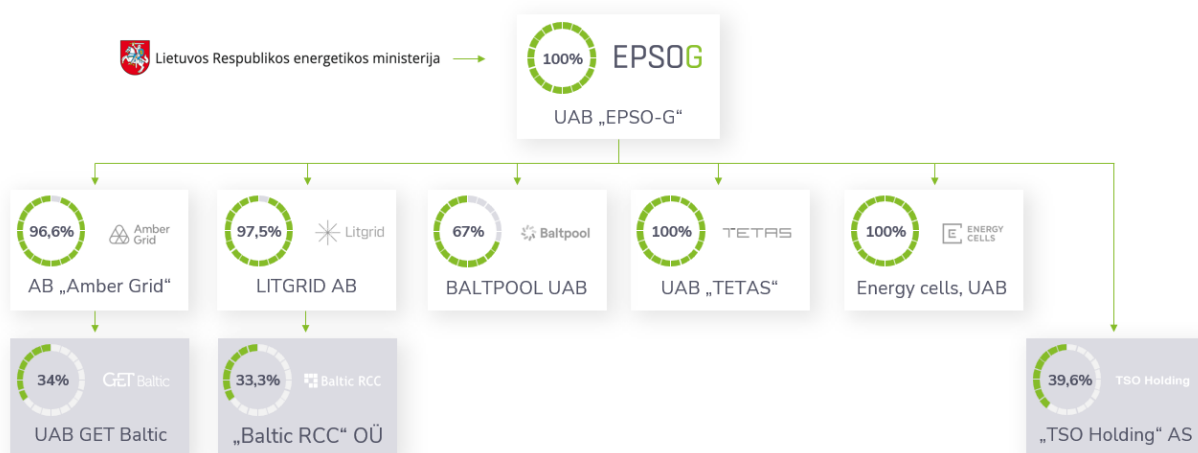 Lietuvos Respublikos energetikos ministerija
100%
EPSOG
UAB „EPSO-G“
96,6%
Amber
Grid
AB „Amber Grid“
97,5%
Litgrid
LITGRID AB
67%
Baltpool
BALTPOOL UAB
100%
TETAS
UAB „TETAS“
100%
ENERGY
CELLS
Energy cells, UAB
34%
GET Baltic
UAB GET Baltic
33,3%
Baltic RCC
„Baltic RCC“ OÜ
39,6%
TSO Holding
„TSO Holding“ AS